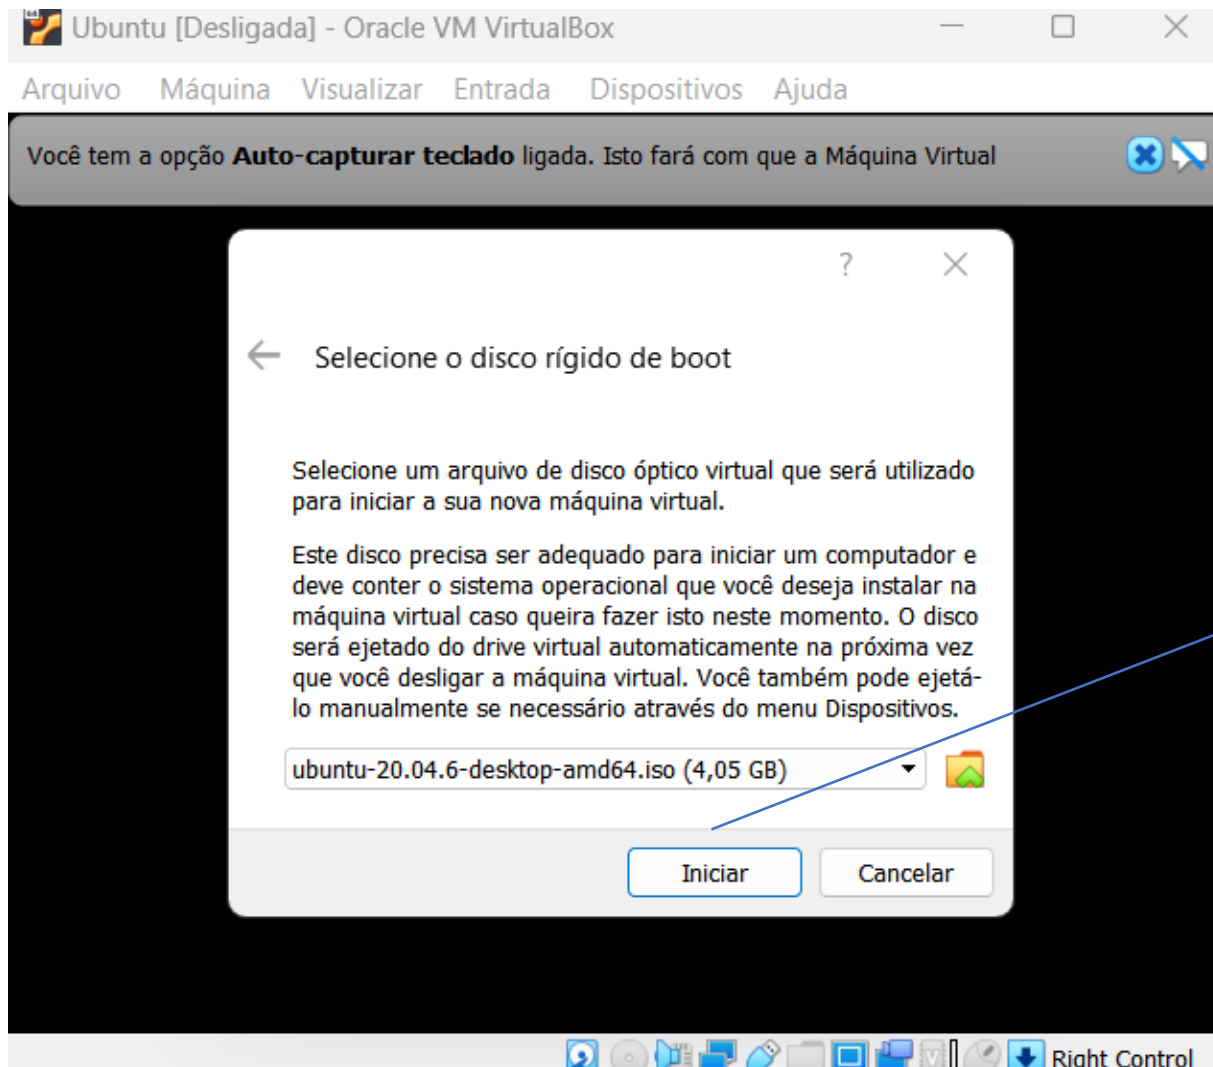 Ubuntu [Desligada] - Oracle VM VirtualBox
Arquivo Máquina Visualizar Entrada Dispositivos Ajuda
Você tem a opção Auto-capturar teclado ligada. Isto fará com que a Máquina Virtual
?
Selecione o disco rígido de boot
Selecione um arquivo de disco óptico virtual que será utilizado
para iniciar a sua nova máquina virtual.
Este disco precisa ser adequado para iniciar um computador e
deve conter o sistema operacional que você deseja instalar na
máquina virtual caso queira fazer isto neste momento. O disco
será ejetado do drive virtual automaticamente na próxima vez
que você desligar a máquina virtual. Você também pode ejetá-
lo manualmente se necessário através do menu Dispositivos.
ubuntu-20.04.6-desktop-amd64.iso (4,05 GB)
Iniciar Cancelar
Right Control